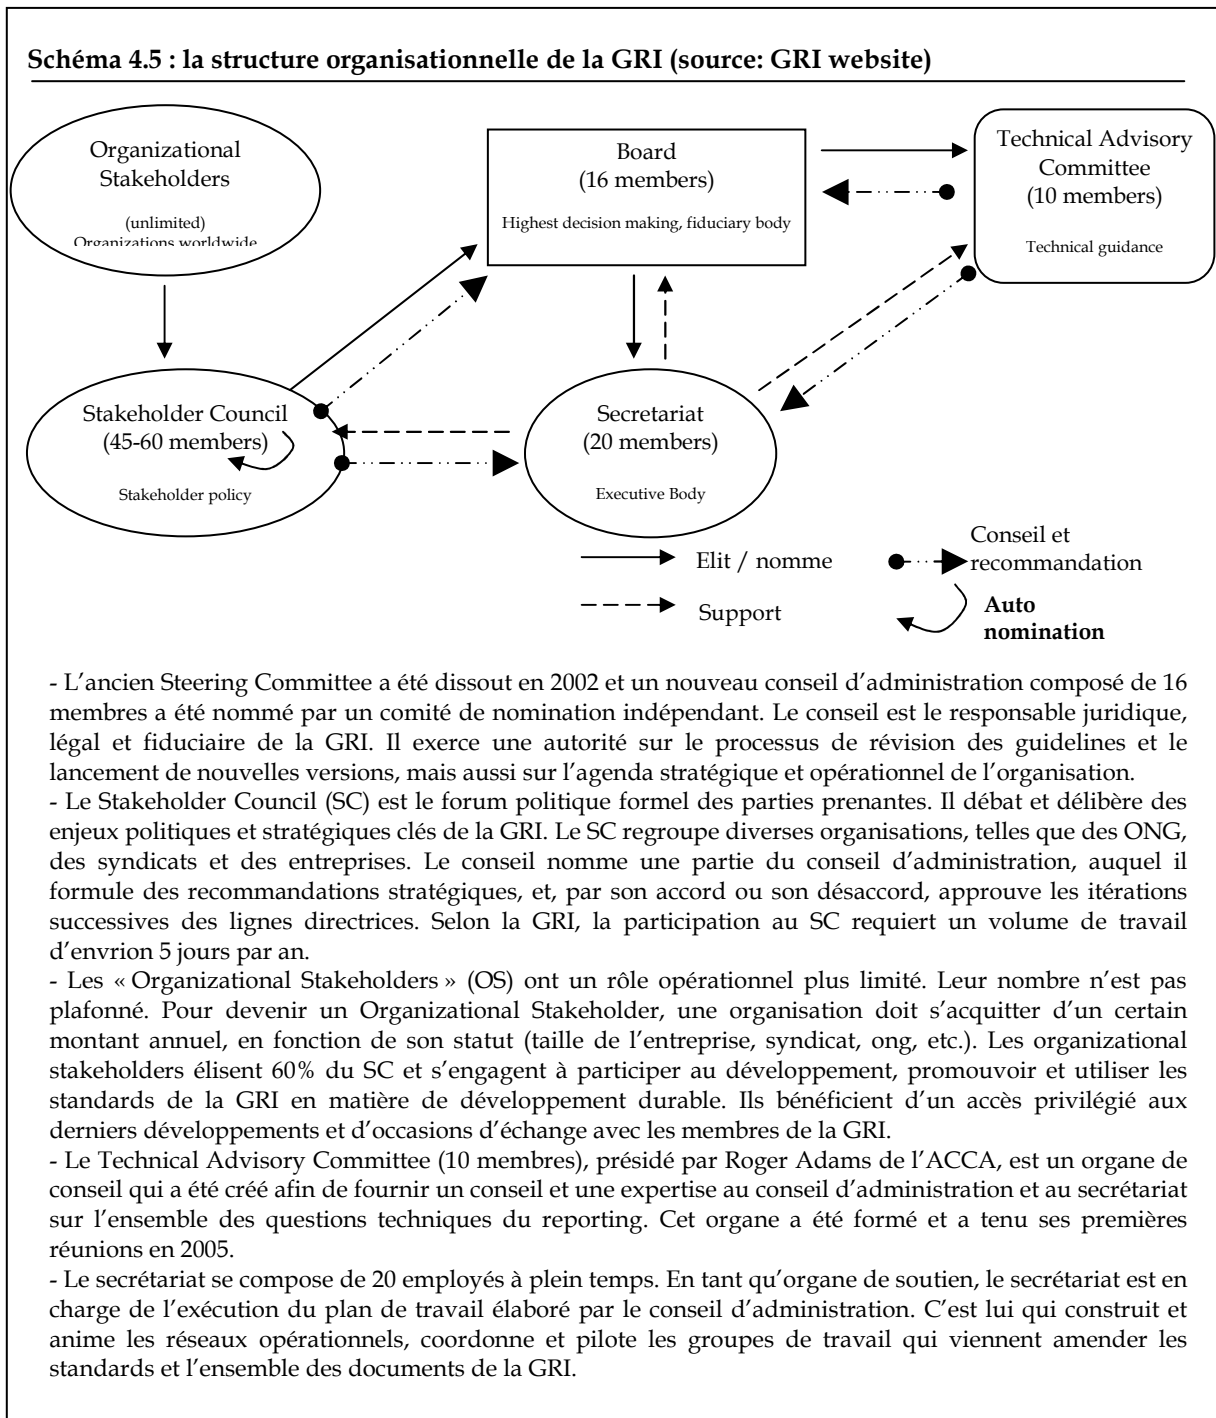 Schéma 4.5 : la structure organisationnelle de la GRI (source: GRI website)
Organizational
Stakeholders
(unlimited)
Organizations worldwide
Board
(16 members)
Highest decision making, fiduciary body
Technical Advisory
Committee
(10 members)
Technical guidance
Stakeholder Council
(45-60 members)
Stakeholder policy
Secretariat
(20 members)
Executive Body
Elit / nomme
Support
Conseil et
recommandation
Auto
nomination
- L’ancien Steering Committee a été dissout en 2002 et un nouveau conseil d’administration composé de 16
membres a été nommé par un comité de nomination indépendant. Le conseil est le responsable juridique,
légal et fiduciaire de la GRI. Il exerce une autorité sur le processus de révision des guidelines et le
lancement de nouvelles versions, mais aussi sur l’agenda stratégique et opérationnel de l’organisation.
- Le Stakeholder Council (SC) est le forum politique formel des parties prenantes. Il débat et délibère des
enjeux politiques et stratégiques clés de la GRI. Le SC regroupe diverses organisations, telles que des ONG,
des syndicats et des entreprises. Le conseil nomme une partie du conseil d’administration, auquel il
formule des recommandations stratégiques, et, par son accord ou son désaccord, approuve les itérations
successives des lignes directrices. Selon la GRI, la participation au SC requiert un volume de travail
d’envrion 5 jours par an.
- Les « Organizational Stakeholders » (OS) ont un rôle opérationnel plus limité. Leur nombre n’est pas
plafonné. Pour devenir un Organizational Stakeholder, une organisation doit s’acquitter d’un certain
montant annuel, en fonction de son statut (taille de l’entreprise, syndicat, ong, etc.). Les organizational
stakeholders élisent 60% du SC et s’engagent à participer au développement, promouvoir et utiliser les
standards de la GRI en matière de développement durable. Ils bénéficient d’un accès privilégié aux
derniers développements et d’occasions d’échange avec les membres de la GRI.
- Le Technical Advisory Committee (10 membres), présidé par Roger Adams de l’ACCA, est un organe de
conseil qui a été créé afin de fournir un conseil et une expertise au conseil d’administration et au secrétariat
sur l’ensemble des questions techniques du reporting. Cet organe a été formé et a tenu ses premières
réunions en 2005.
- Le secrétariat se compose de 20 employés à plein temps. En tant qu’organe de soutien, le secrétariat est en
charge de l’exécution du plan de travail élaboré par le conseil d’administration. C’est lui qui construit et
anime les réseaux opérationnels, coordonne et pilote les groupes de travail qui viennent amender les
standards et l’ensemble des documents de la GRI.